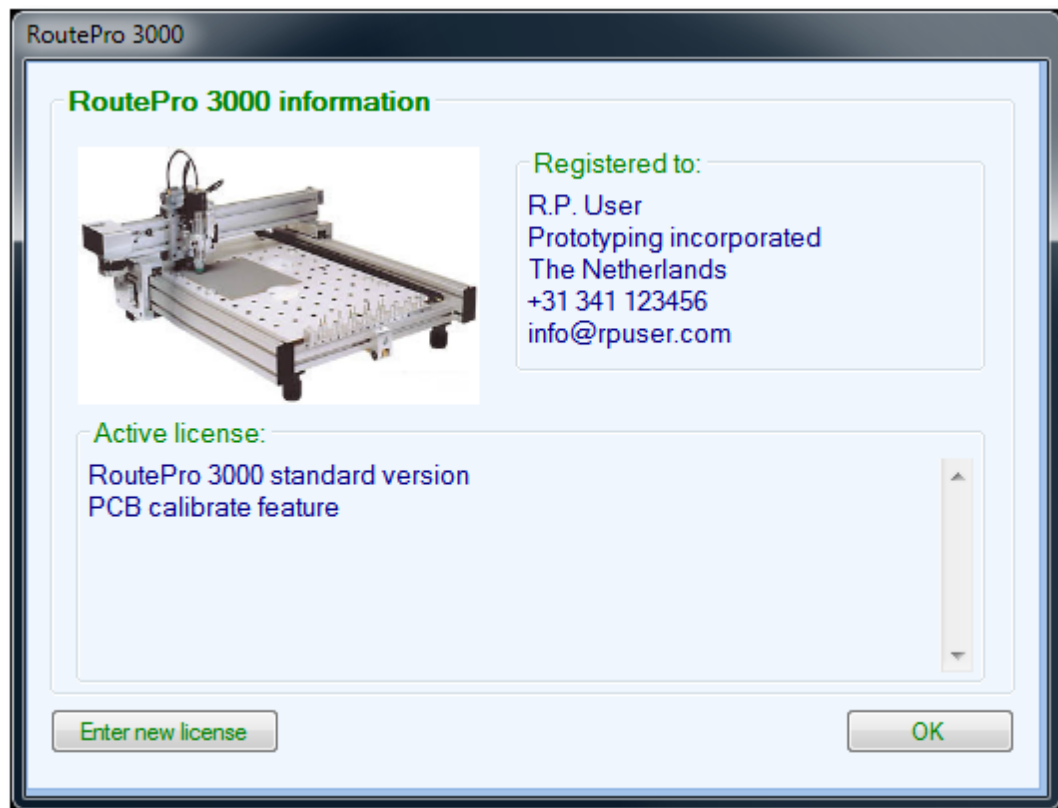 RoutePro 3000
RoutePro 3000 information
Registered to:
R.P. User
Prototyping incorporated
The Netherlands
+31 341 123456
info@rpuser.com
Active license:
RoutePro 3000 standard version
PCB calibrate feature
Enter new license
OK